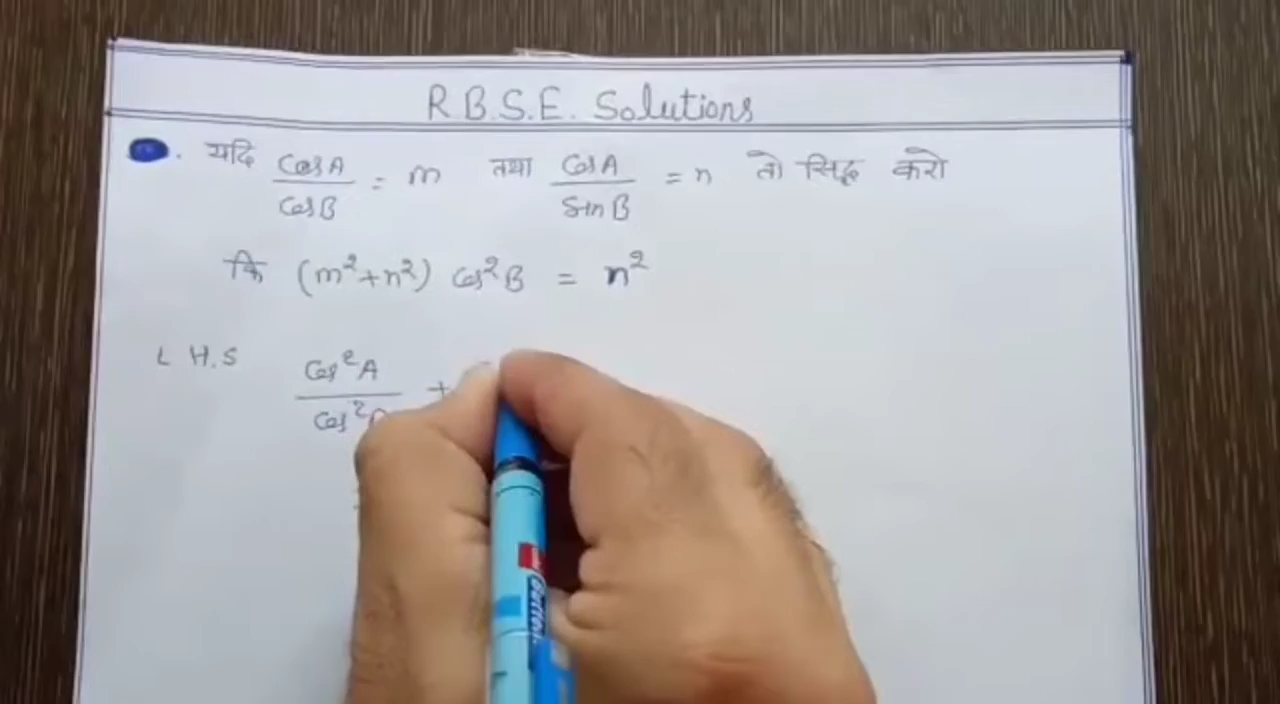 R.B.S.E. Solutions
. यदि CosA/CosB = m तथा CosA/SinB = n तो सिद्ध करो
कि (m²+n²) Cos²B = n²
L H.S Cos²A/Cos² +